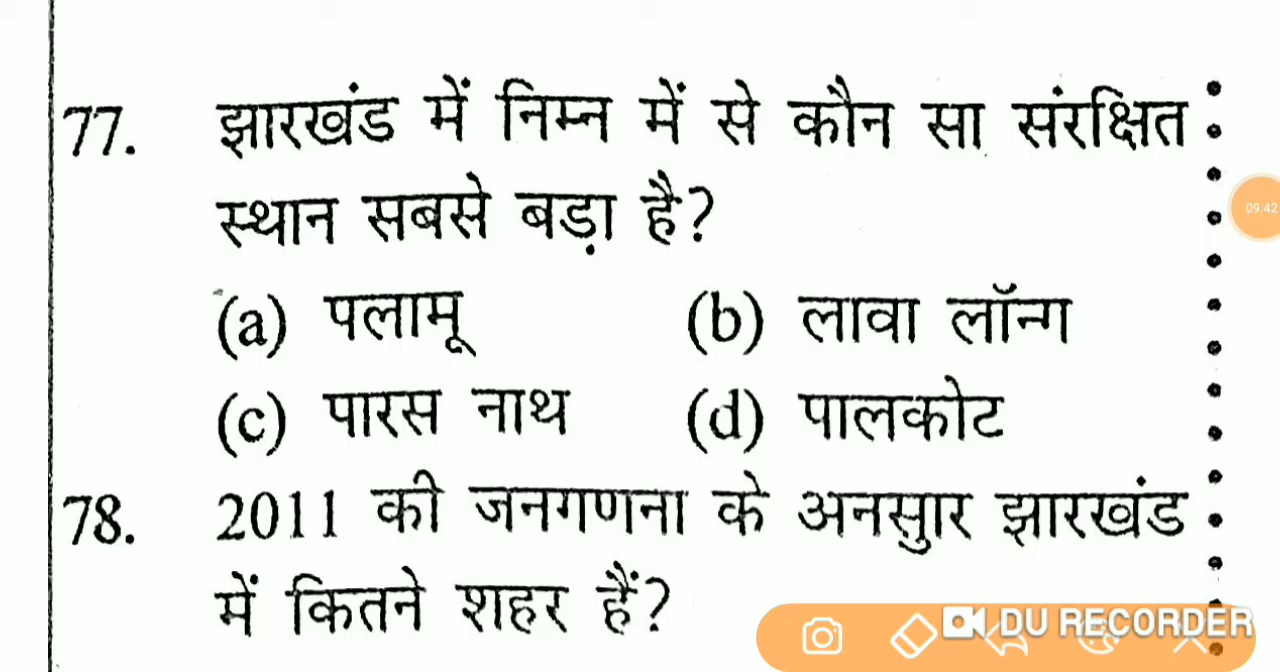 77. झारखंड में निम्न में से कौन सा संरक्षित
स्थान सबसे बड़ा है?
(a) पलामू (b) लावा लॉन्ग
(c) पारस नाथ (d) पालकोट
78. 2011 की जनगणना के अनसुार झारखंड
में कितने शहर हैं?
09:42
DU RECORDER